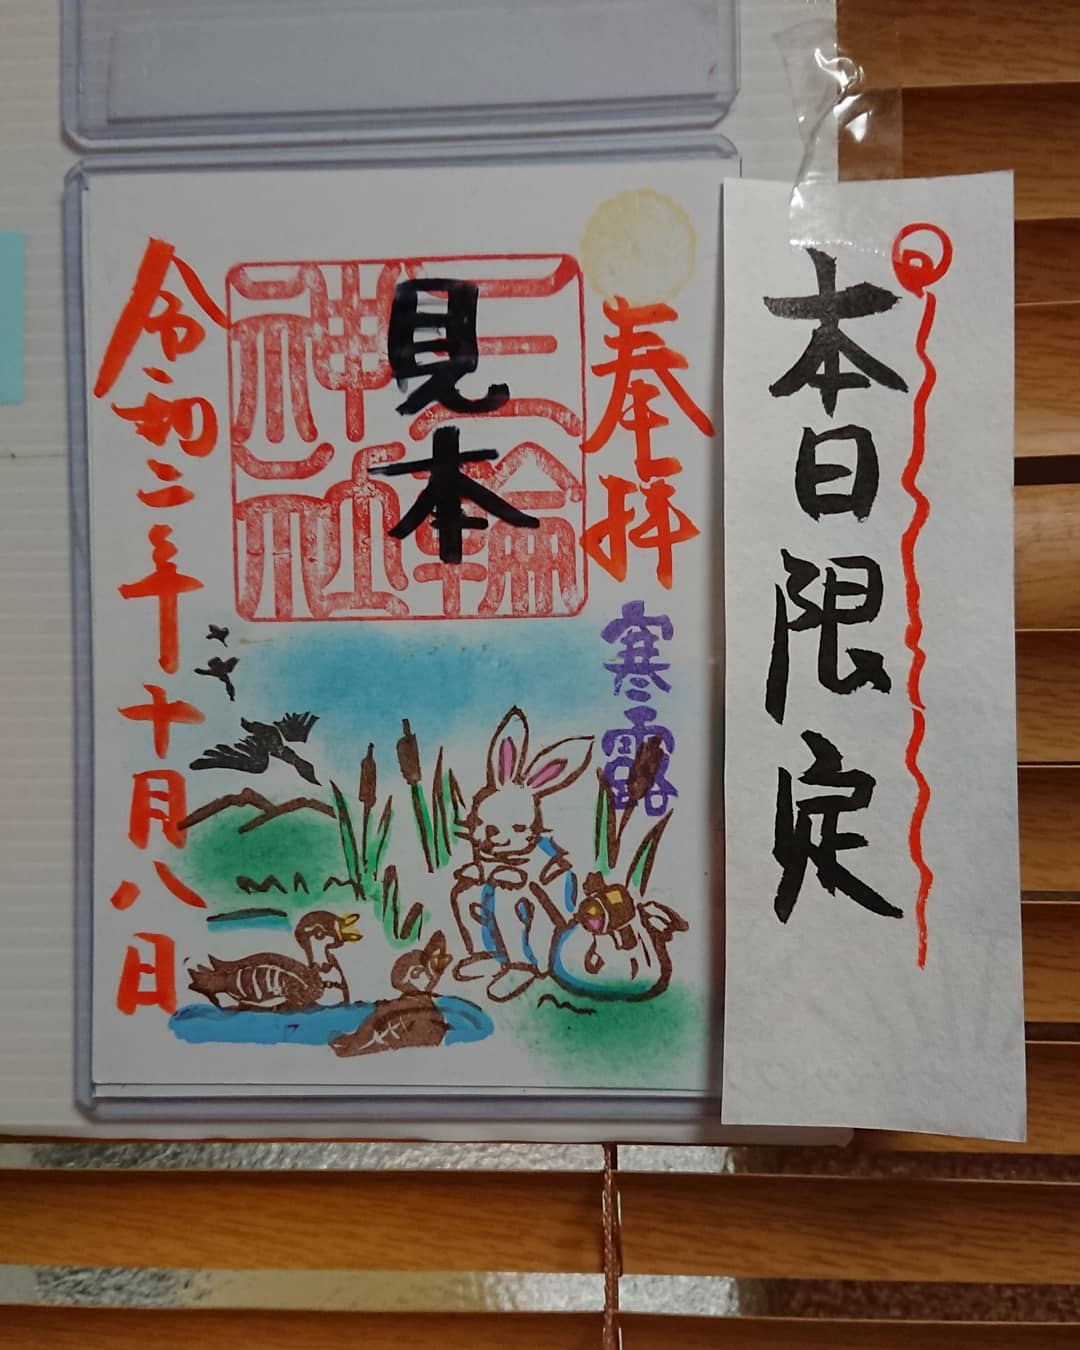 本日限定
奉拝
寒露
三輪
神社
見本
令和二年十月八日